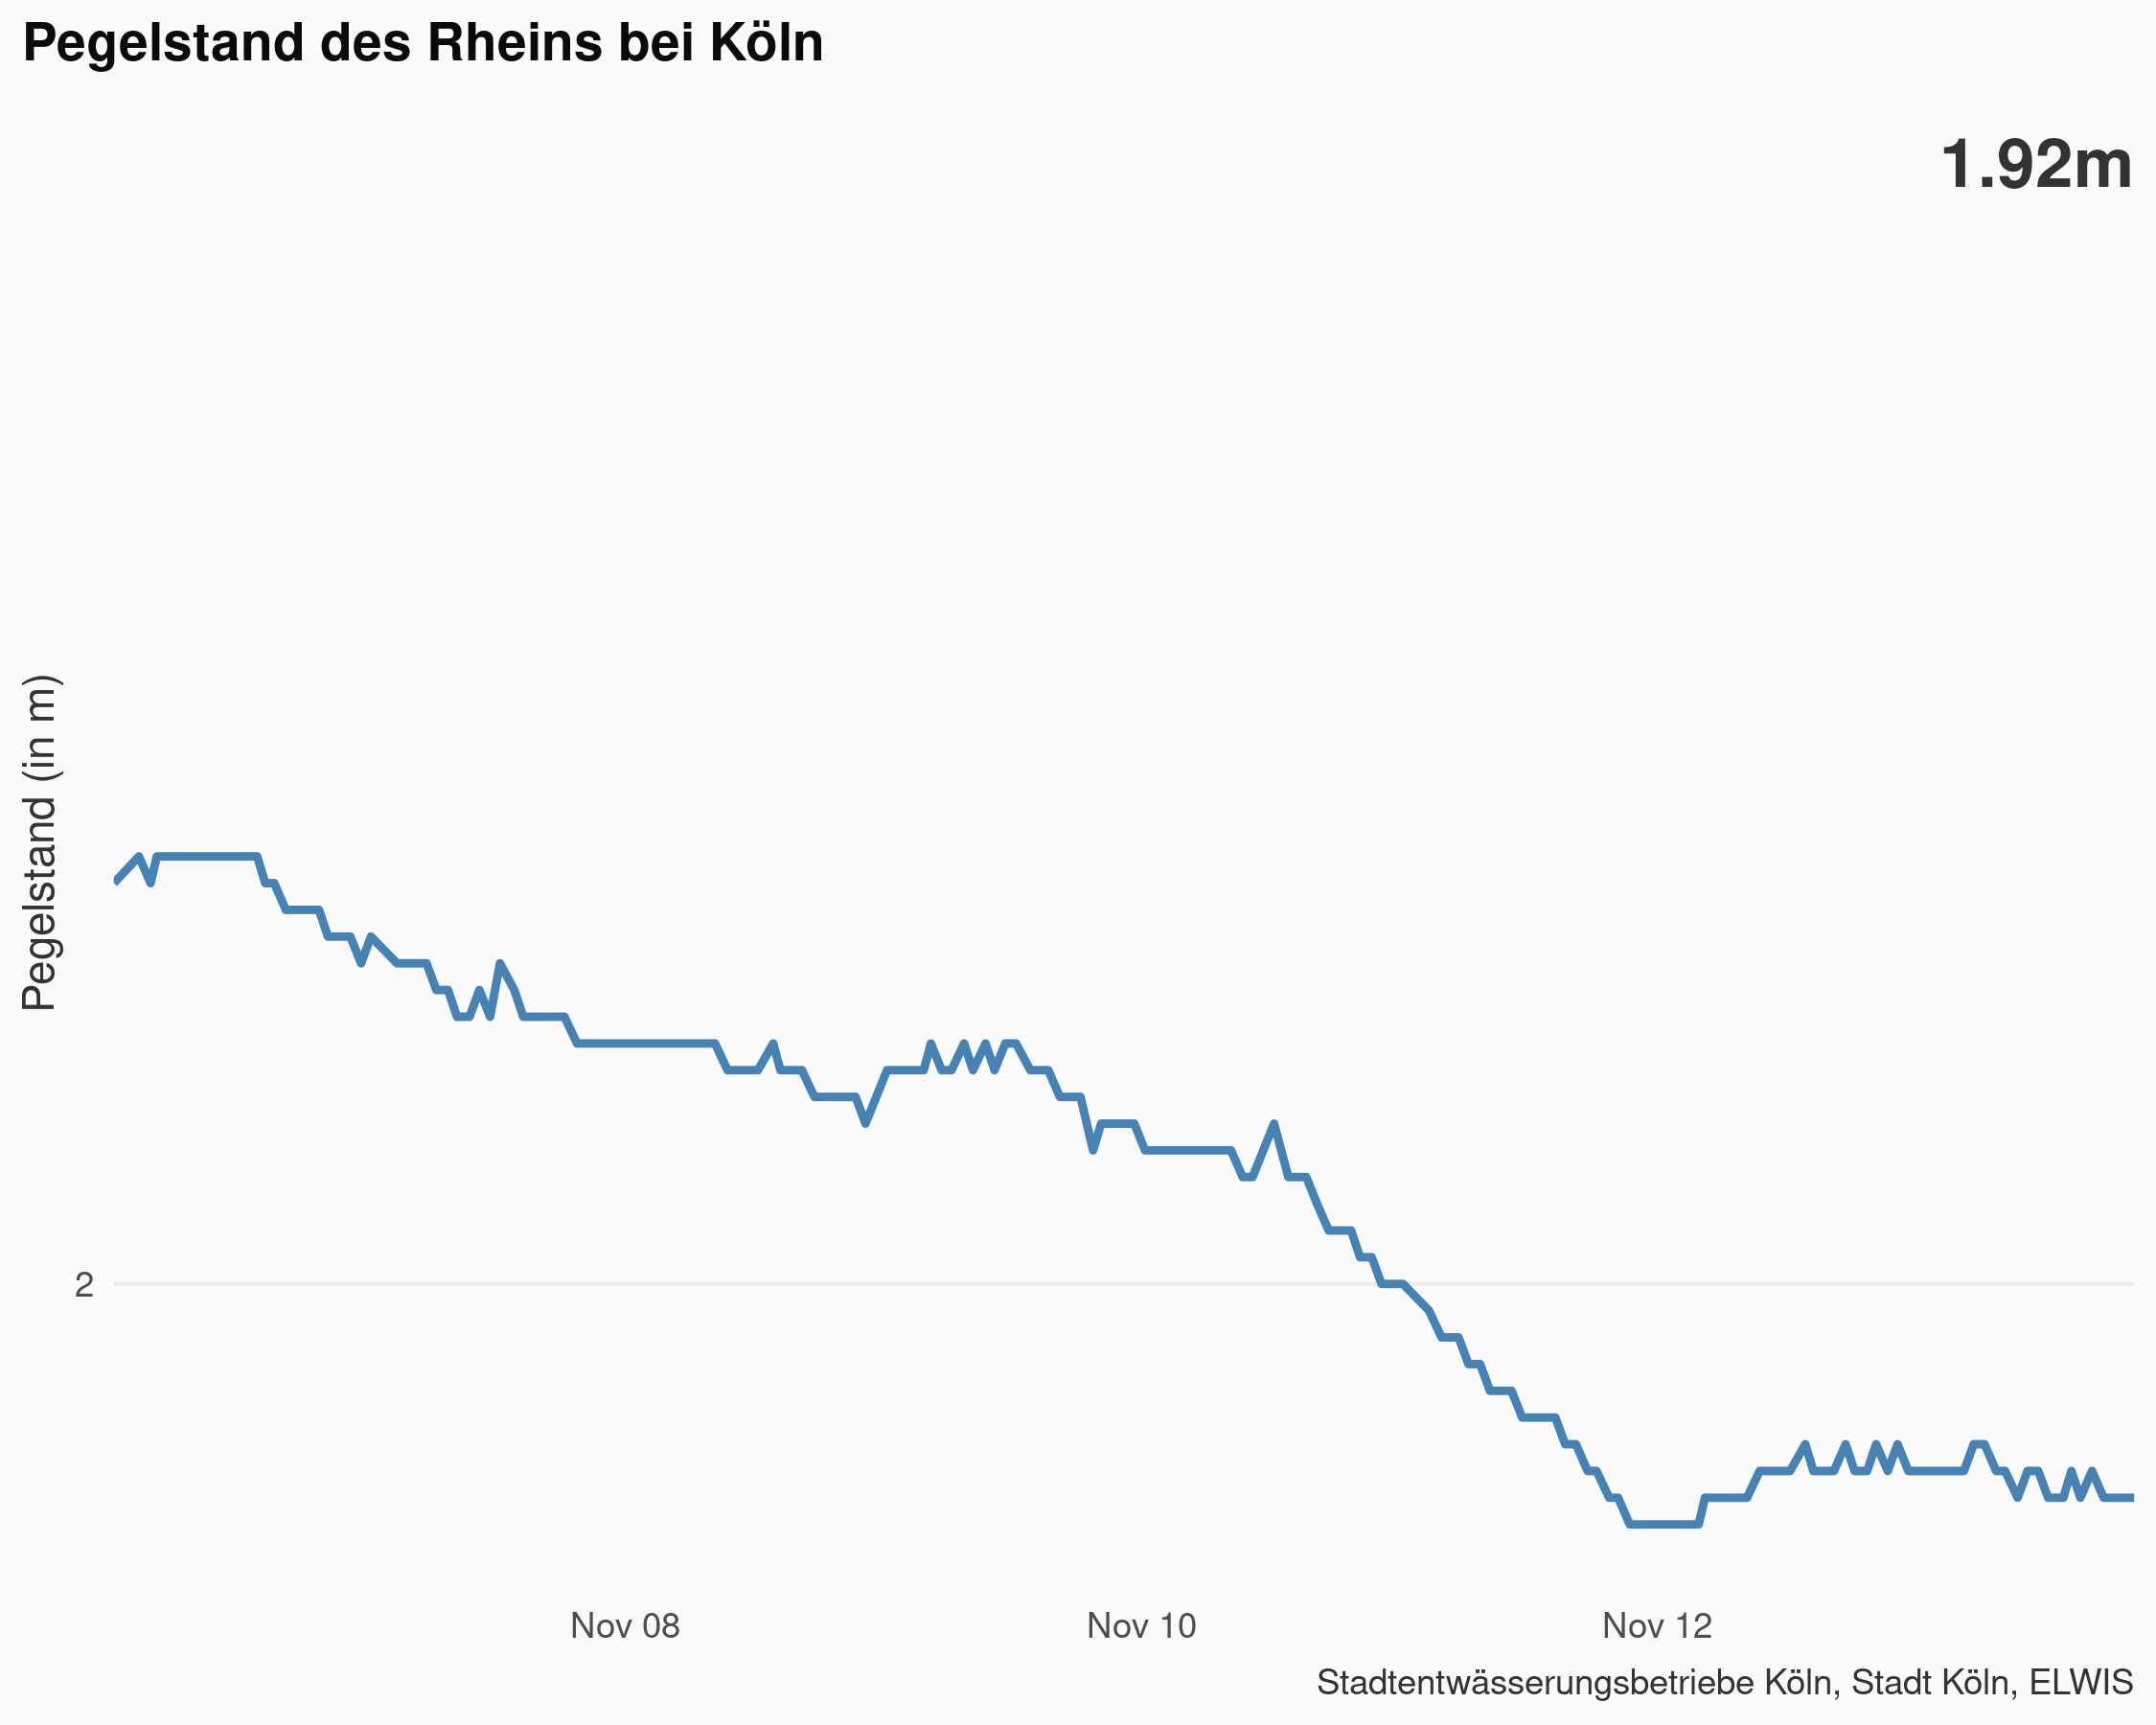 Pegelstand des Rheins bei Köln
1.92m
Pegelstand (in m)
2
Nov 08
Nov 10
Nov 12
Stadtentwässerungsbetriebe Köln, Stadt Köln, ELWIS